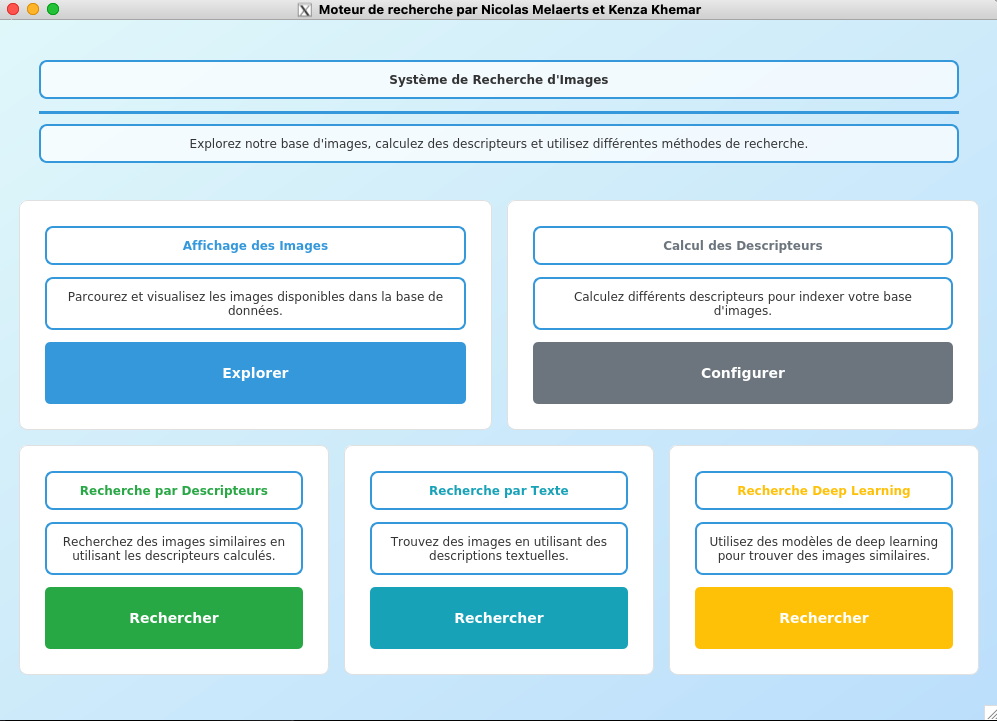 Moteur de recherche par Nicolas Melaerts et Kenza Khemar
Système de Recherche d'Images
Explorez notre base d'images, calculez des descripteurs et utilisez différentes méthodes de recherche.
Affichage des Images
Parcourez et visualisez les images disponibles dans la base de
données.
Explorer
Calcul des Descripteurs
Calculez différents descripteurs pour indexer votre base
d'images.
Configurer
Recherche par Descripteurs
Recherchez des images similaires en
utilisant les descripteurs calculés.
Rechercher
Recherche par Texte
Trouvez des images en utilisant des
descriptions textuelles.
Rechercher
Recherche Deep Learning
Utilisez des modèles de deep learning
pour trouver des images similaires.
Rechercher